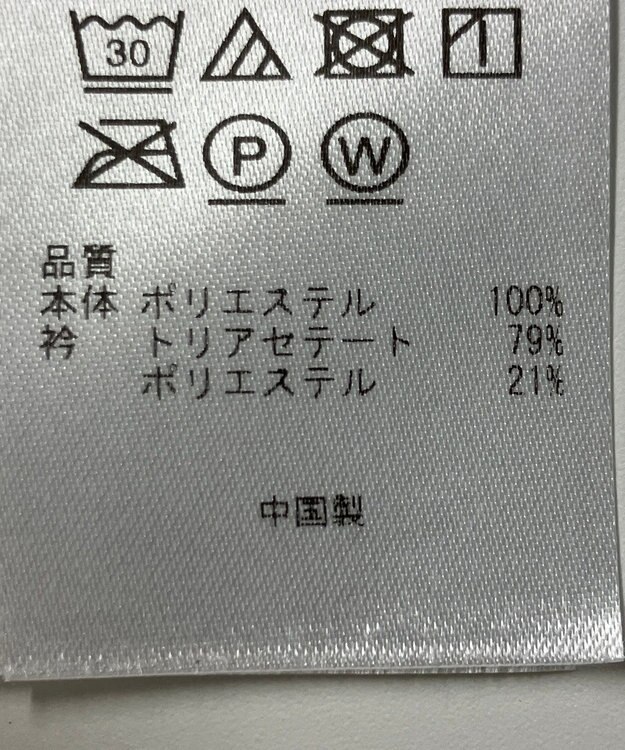 30
P W
品質
本体 ポリエステル 100%
衿 トリアセテート 79%
ポリエステル 21%
中国製